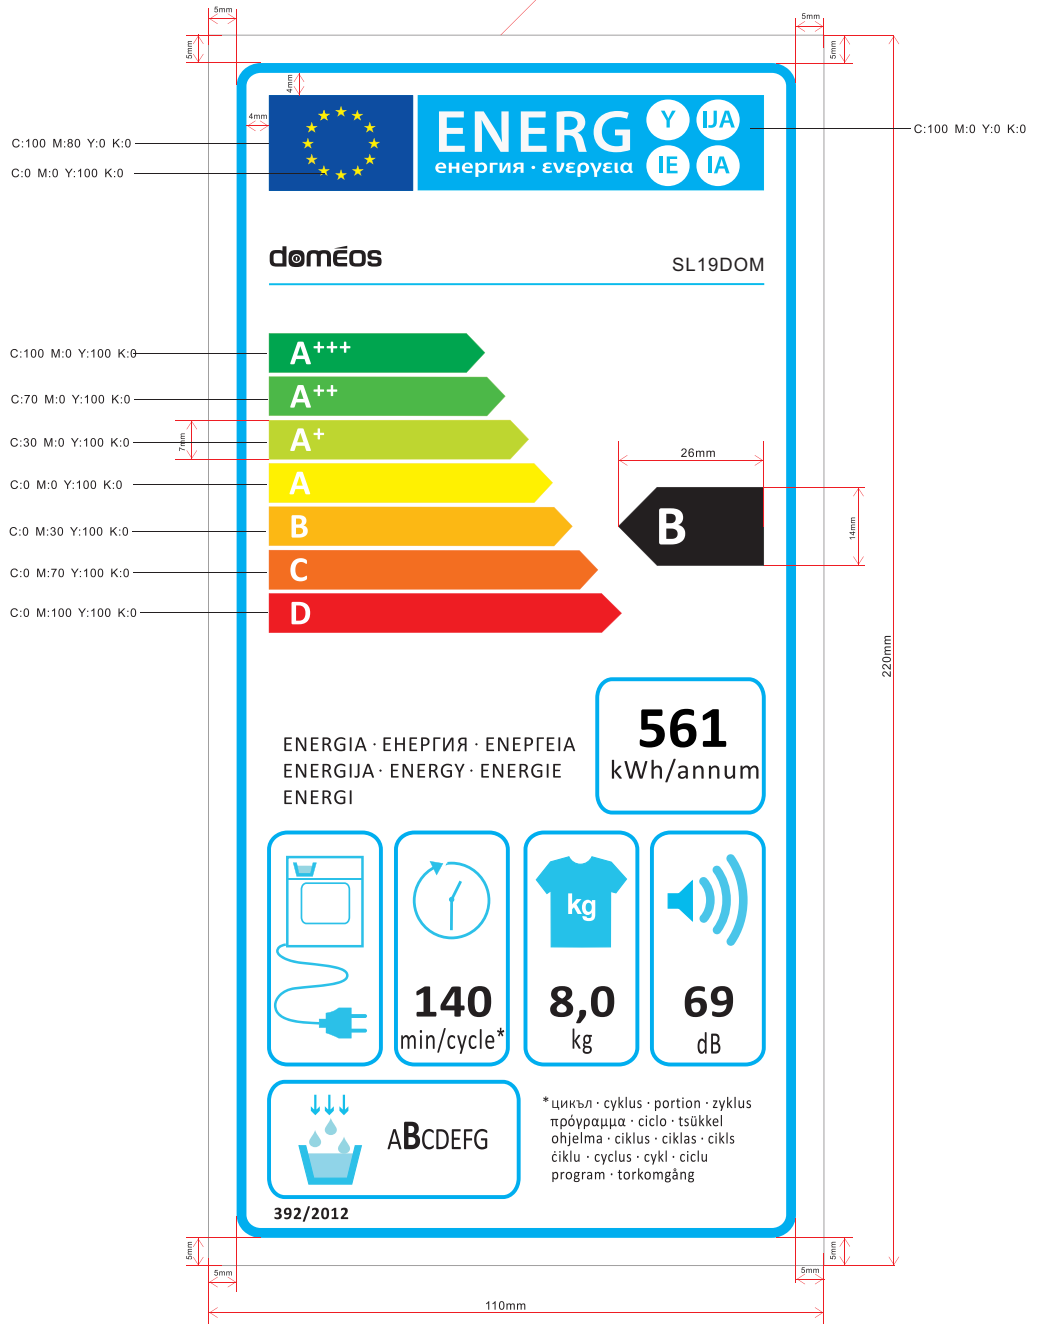 5mm
5mm
5mm
5mm
4mm
4mm
ENERG
енергия · ενεργεια
Y IJA
IE IA
C:100 M:0 Y:0 K:0
C:100 M:80 Y:0 K:0
C:0 M:0 Y:100 K:0
doméos
SL19DOM
C:100 M:0 Y:100 K:0
A+++
C:70 M:0 Y:100 K:0
A++
C:30 M:0 Y:100 K:0
7mm
A+
26mm
C:0 M:0 Y:100 K:0
A
C:0 M:30 Y:100 K:0
B
B
14mm
C:0 M:70 Y:100 K:0
C
C:0 M:100 Y:100 K:0
D
220mm
561
kWh/annum
ENERGIA · ЕНЕРГИЯ · ΕΝΕΡΓΕΙΑ
ENERGIJA · ENERGY · ENERGIE
ENERGI
kg
140
min/cycle*
8,0
kg
69
dB
ABCDEFG
*цикъл · cyklus · portion · zyklus
πρόγραμμα · ciclo · tsükkel
ohjelma · ciklus · ciklas · cikls
ċiklu · cyclus · cykl · ciclu
program · torkomgång
392/2012
5mm
5mm
5mm
5mm
110mm